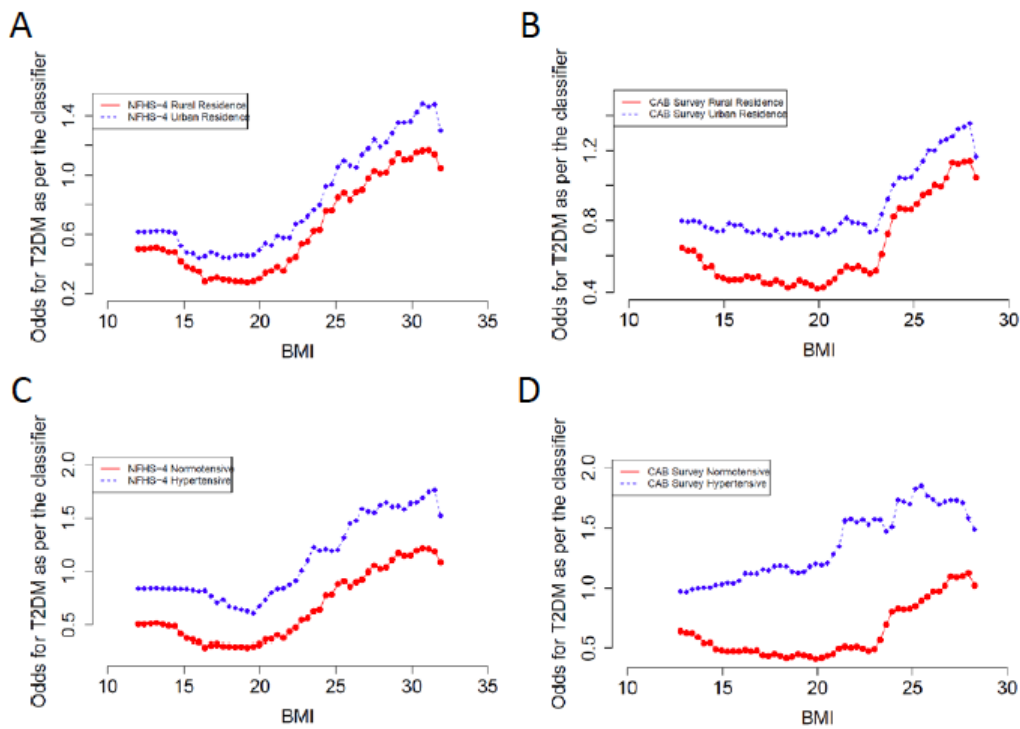 A
Odds for T2DM as per the classifier
NFHS-4 Rural Residence
NFHS-4 Urban Residence
1.4
1.0
0.6
0.2
10 15 20 25 30 35
BMI
B
Odds for T2DM as per the classifier
CAB Survey Rural Residence
CAB Survey Urban Residence
1.2
0.8
0.4
10 15 20 25 30
BMI
C
Odds for T2DM as per the classifier
NFHS-4 Normotensive
NFHS-4 Hypertensive
2.0
1.5
1.0
0.5
10 15 20 25 30 35
BMI
D
Odds for T2DM as per the classifier
CAB Survey Normotensive
CAB Survey Hypertensive
2.0
1.5
1.0
0.5
10 15 20 25 30
BMI